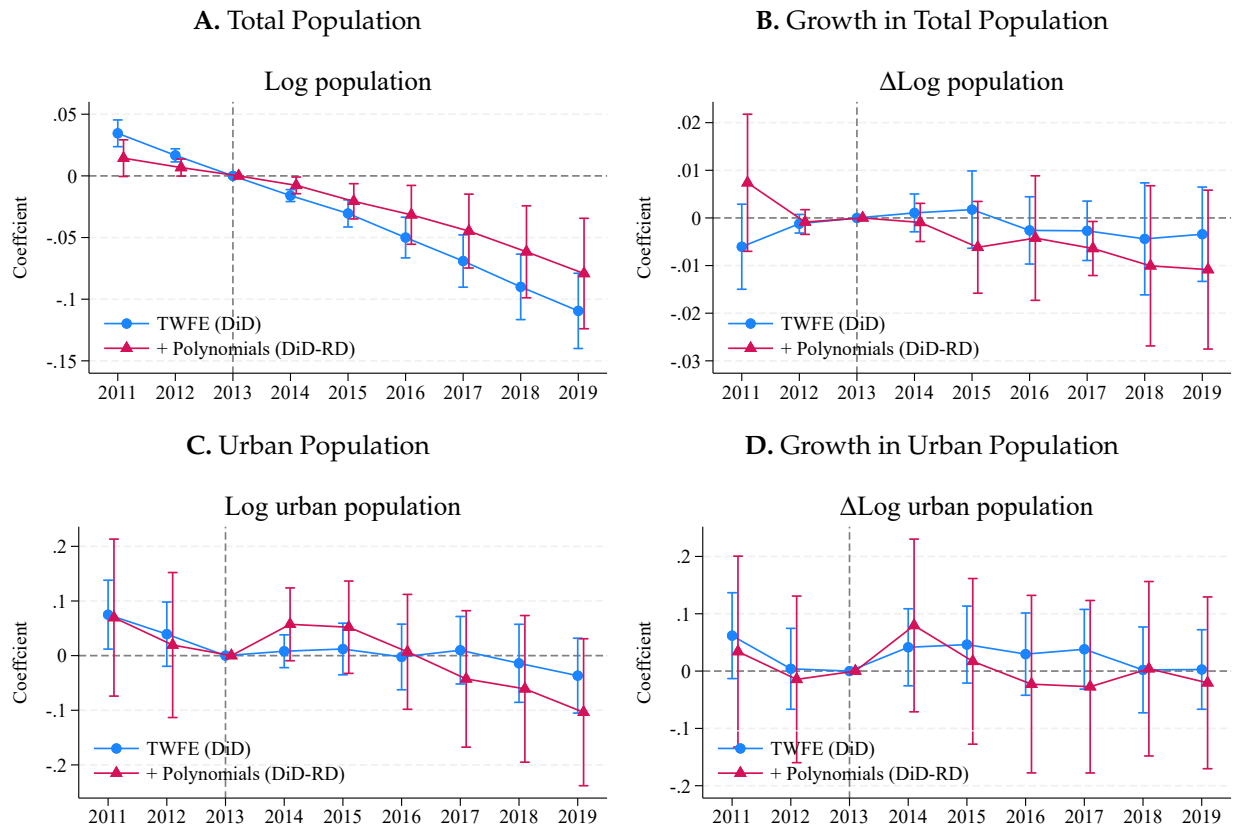 A. Total Population
Log population
Coeffcient
.05
0
-.05
-.1
-.15
TWFE (DiD)
+ Polynomials (DiD-RD)
2011 2012 2013 2014 2015 2016 2017 2018 2019
B. Growth in Total Population
ΔLog population
Coeffcient
.02
.01
0
-.01
-.02
-.03
TWFE (DiD)
+ Polynomials (DiD-RD)
2011 2012 2013 2014 2015 2016 2017 2018 2019
C. Urban Population
Log urban population
Coeffcient
.2
.1
0
-.1
-.2
TWFE (DiD)
+ Polynomials (DiD-RD)
2011 2012 2013 2014 2015 2016 2017 2018 2019
D. Growth in Urban Population
ΔLog urban population
Coeffcient
.2
.1
0
-.1
-.2
TWFE (DiD)
+ Polynomials (DiD-RD)
2011 2012 2013 2014 2015 2016 2017 2018 2019